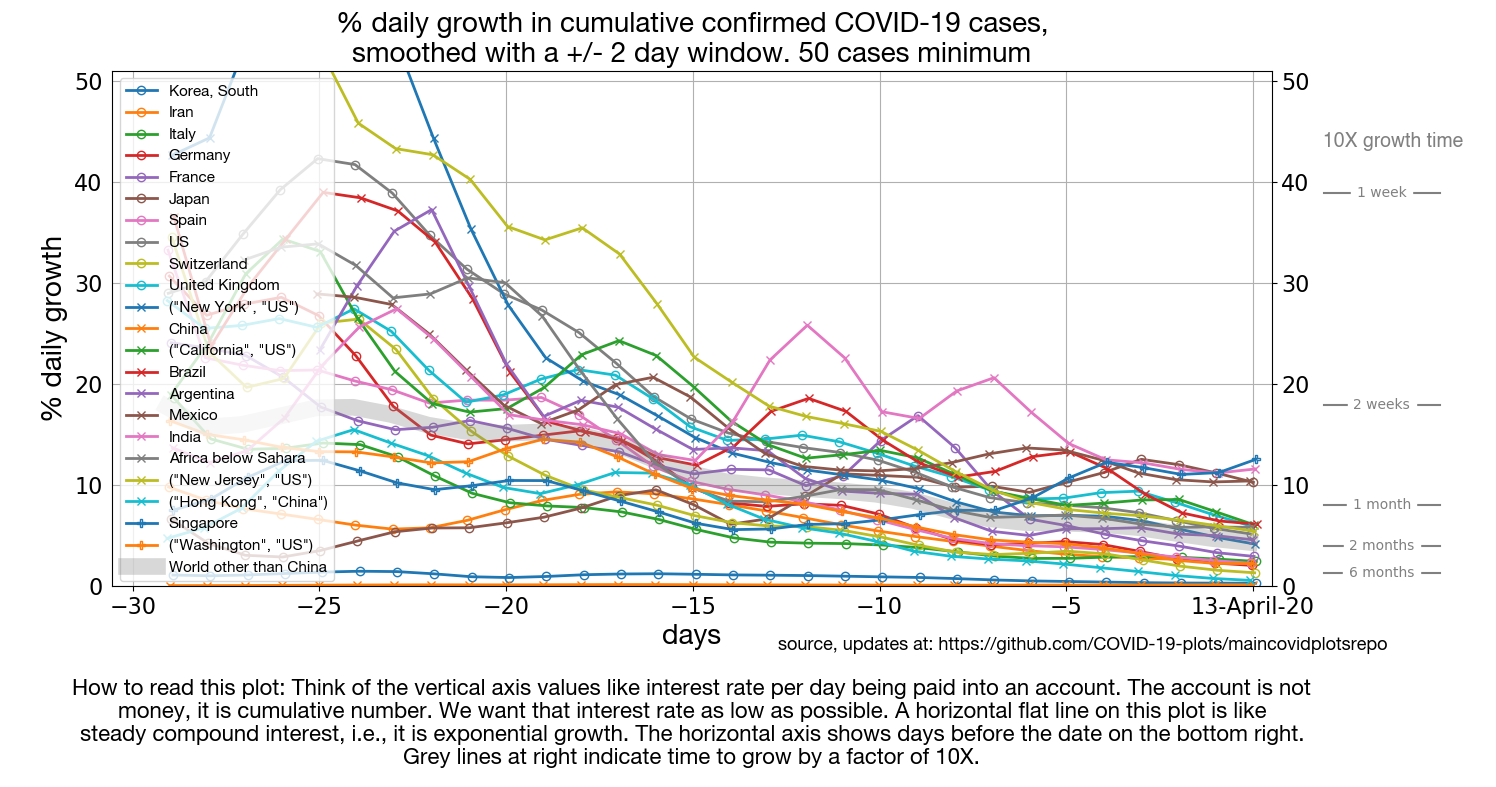 % daily growth in cumulative confirmed COVID-19 cases,
smoothed with a +/- 2 day window. 50 cases minimum
% daily growth
50
40
30
20
10
0
Korea, South
Iran
Italy
Germany
France
Japan
Spain
US
Switzerland
United Kingdom
("New York", "US")
China
("California", "US")
Brazil
Argentina
Mexico
India
Africa below Sahara
("New Jersey", "US")
("Hong Kong", "China")
Singapore
("Washington", "US")
World other than China
50
40
30
20
10
0
10X growth time
1 week
2 weeks
1 month
2 months
6 months
−30
−25
−20
−15
−10
−5
13-April-20
days
source, updates at: https://github.com/COVID-19-plots/maincovidplotsrepo
How to read this plot: Think of the vertical axis values like interest rate per day being paid into an account. The account is not
money, it is cumulative number. We want that interest rate as low as possible. A horizontal flat line on this plot is like
steady compound interest, i.e., it is exponential growth. The horizontal axis shows days before the date on the bottom right.
Grey lines at right indicate time to grow by a factor of 10X.